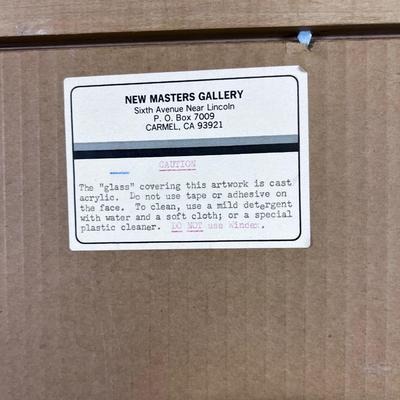 NEW MASTERS GALLERY
Sixth Avenue Near Lincoln
P. O. Box 7009
CARMEL, CA 93921
CAUTION
The "glass" covering this artwork is cast
acrylic. Do not use tape or adhesive on
the face. To clean, use a mild detergent
with water and a soft cloth; or a special
plastic cleaner. DO NOT use Windex.